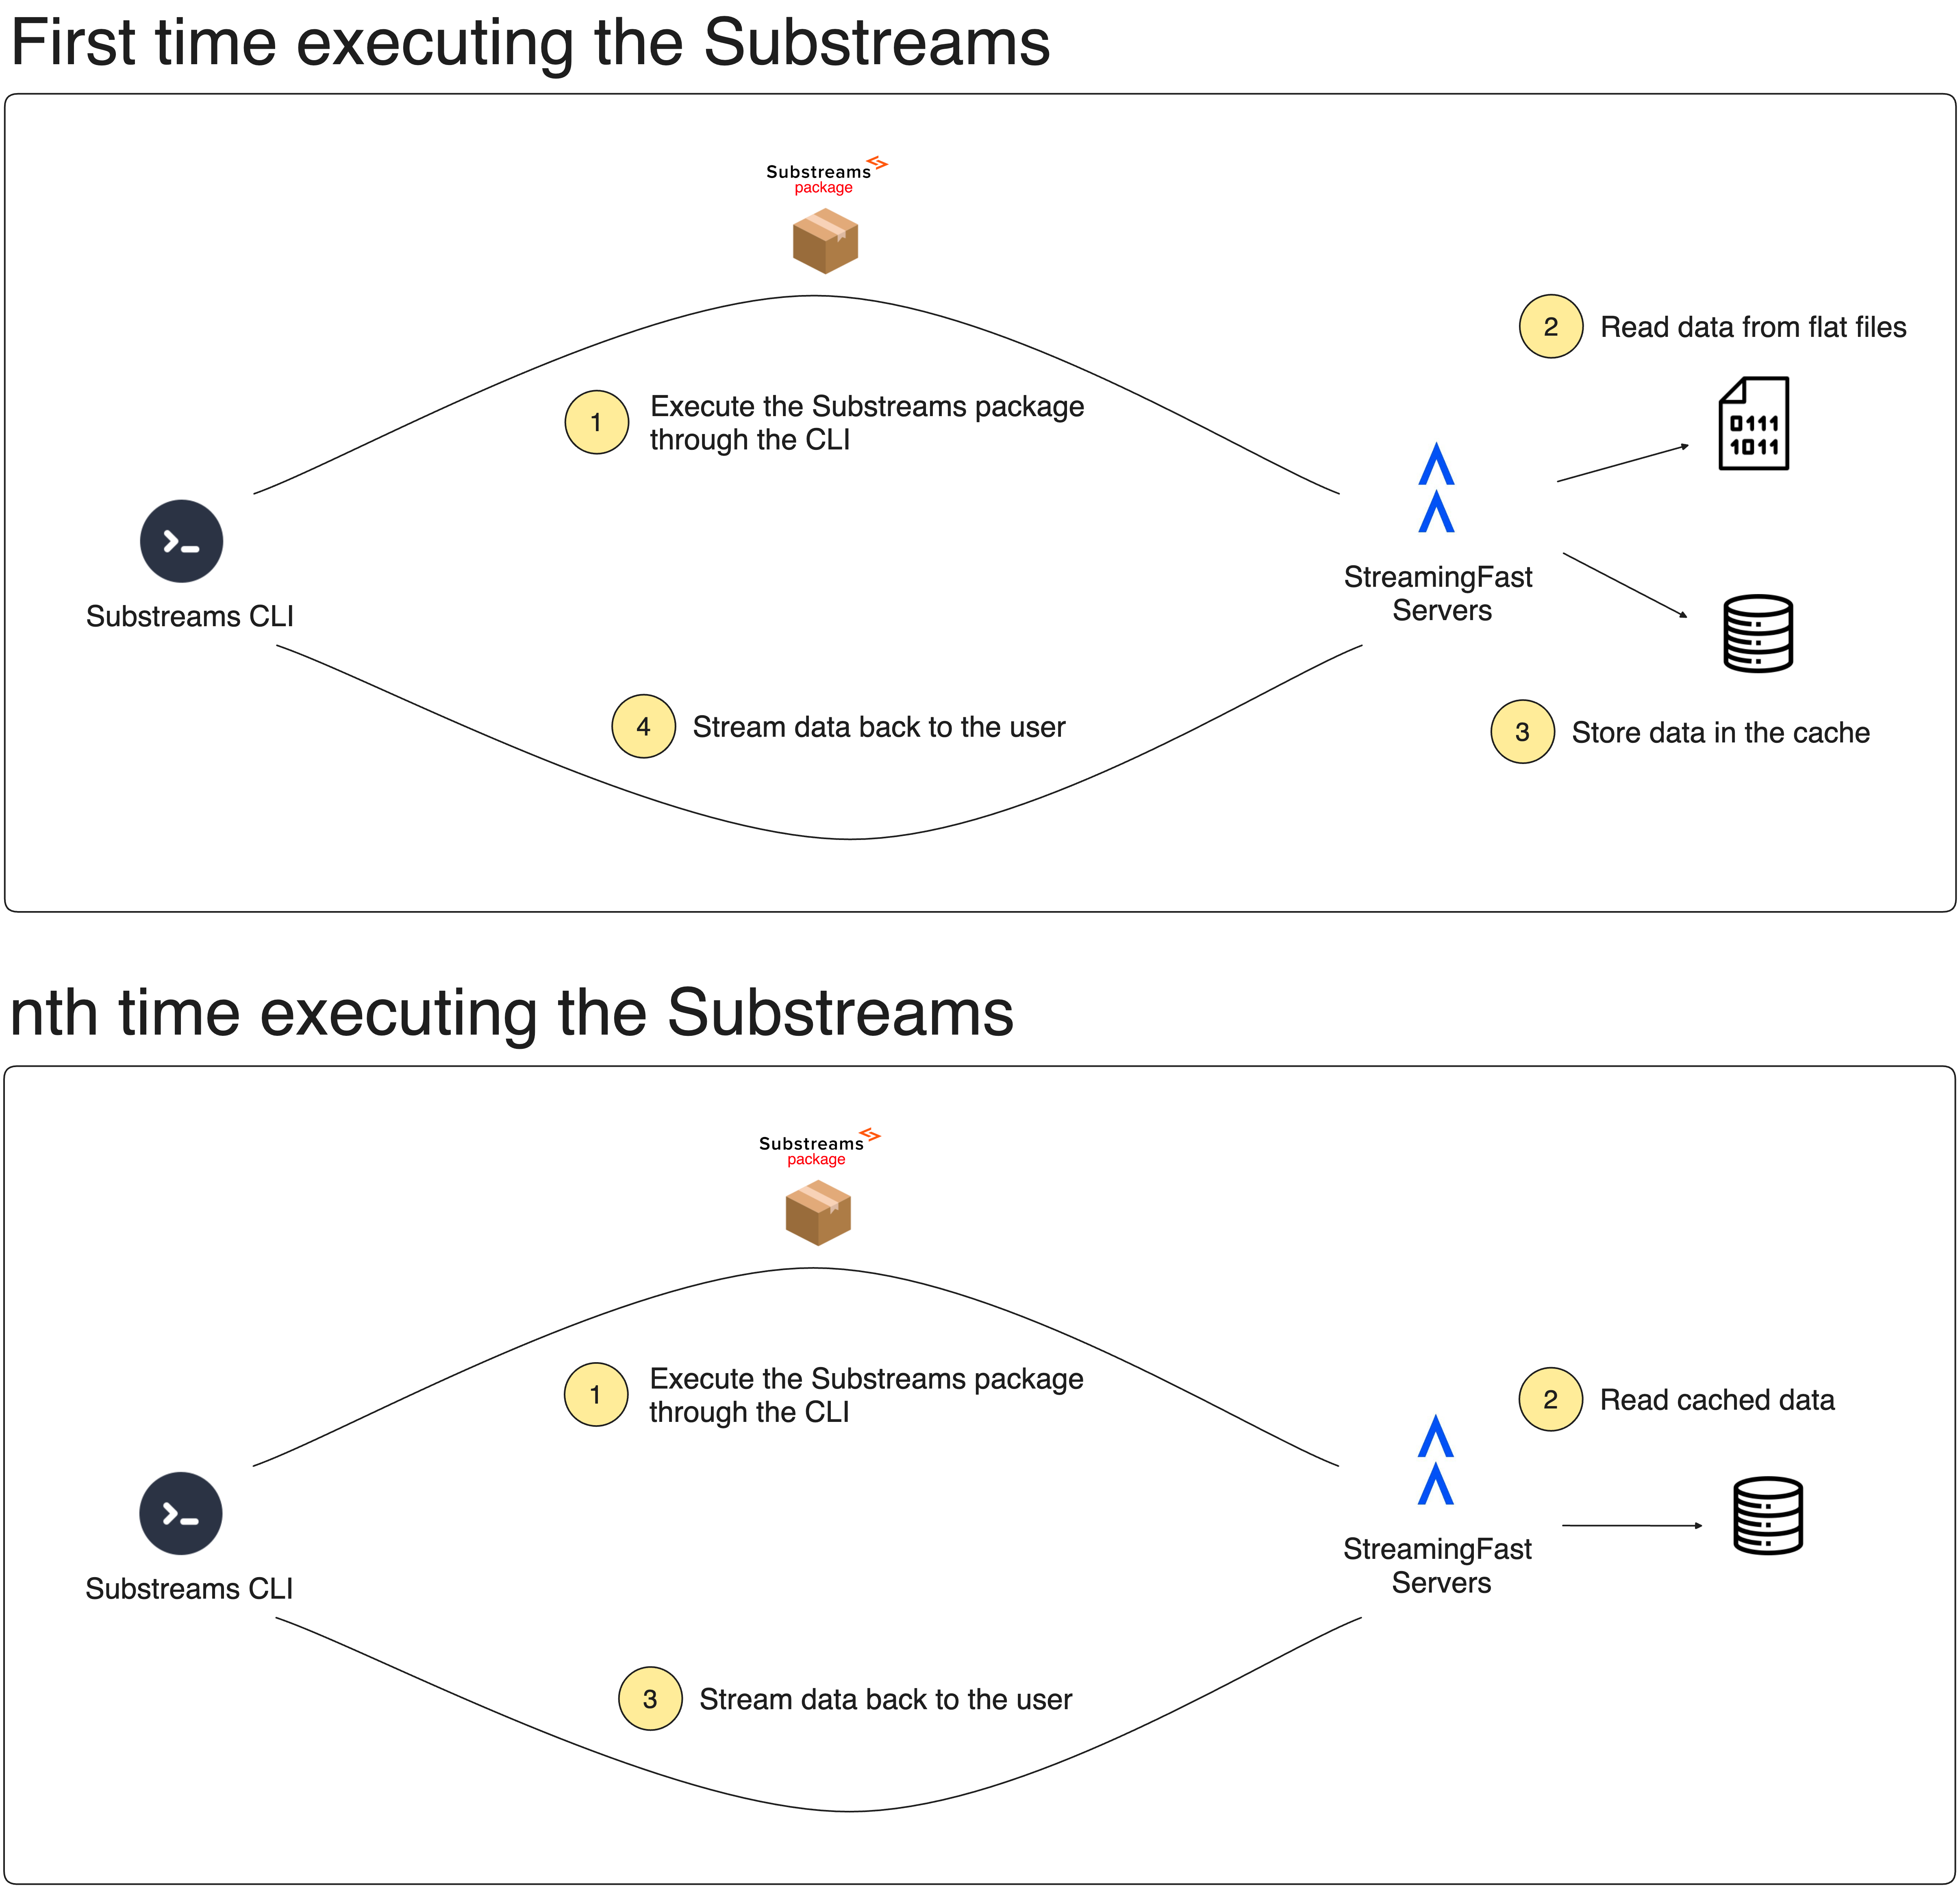 First time executing the Substreams
Substreams
package
2
Read data from flat files
1
Execute the Substreams package
through the CLI
0111
1011
StreamingFast
Servers
Substreams CLI
4
Stream data back to the user
3
Store data in the cache
nth time executing the Substreams
Substreams
package
1
Execute the Substreams package
through the CLI
2
Read cached data
StreamingFast
Servers
Substreams CLI
3
Stream data back to the user